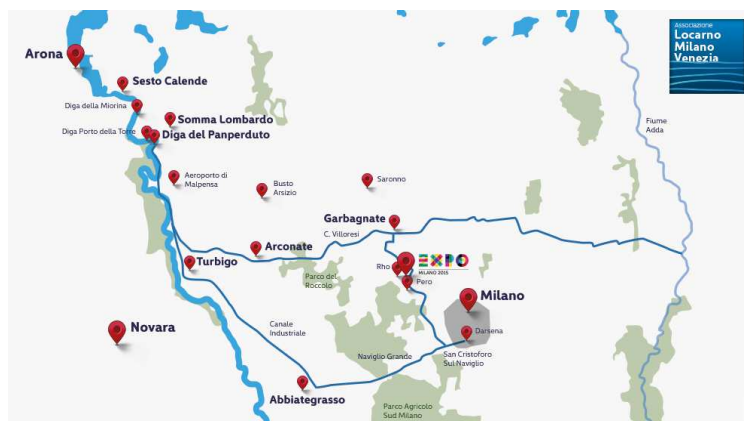 Associazione
Locarno
Milano
Venezia
Arona
Sesto Calende
Diga della Miorina
Somma Lombardo
Diga Porto della Torre
Diga del Panperduto
Fiume
Adda
Aeroporto di
Malpensa
Busto
Arsizio
Saronno
Garbagnate
C. Villoresi
Arconate
Turbigo
Parco del
Roccolo
Rho
EXPO
MILANO 2015
Pero
Milano
Novara
Canale
Industriale
Darsena
Naviglio Grande
San Cristoforo
Sul Naviglio
Abbiategrasso
Parco Agricolo
Sud Milano